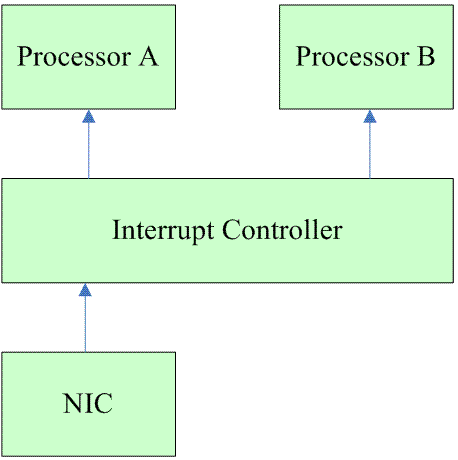 Processor A
Processor B
Interrupt Controller
NIC